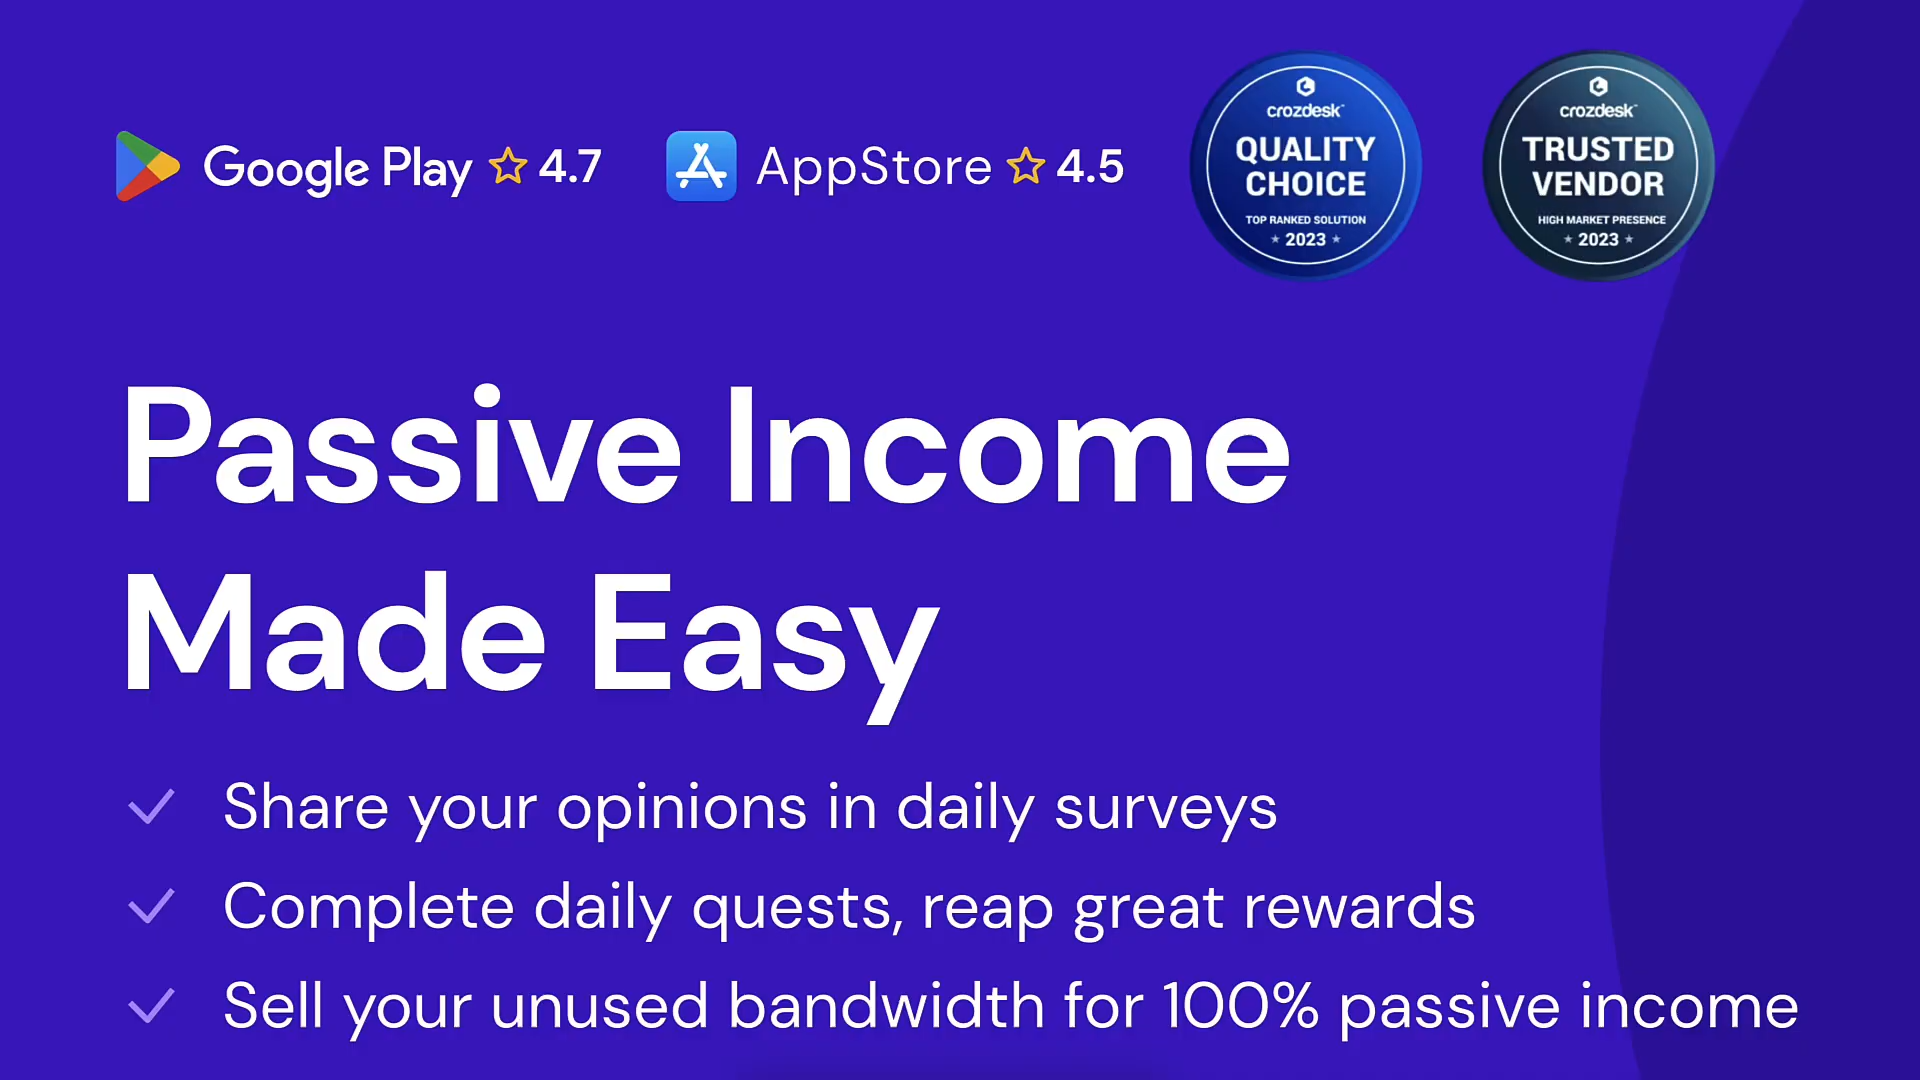 Google Play 4.7
AppStore 4.5
crozdesk
QUALITY
CHOICE
TOP RANKED SOLUTION
2023
crozdesk
TRUSTED
VENDOR
HIGH MARKET PRESENCE
2023
Passive Income
Made Easy
Share your opinions in daily surveys
Complete daily quests, reap great rewards
Sell your unused bandwidth for 100% passive income